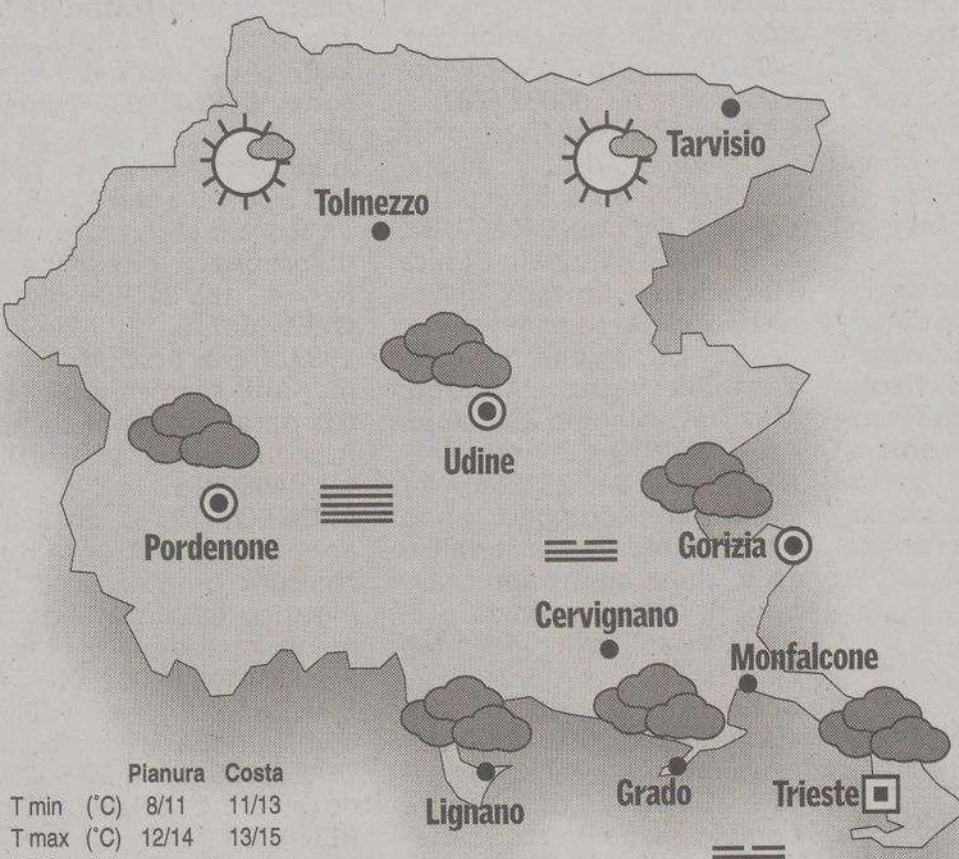 Tarvisio
Tolmezzo
Udine
Pordenone
Gorizia
Cervignano
Monfalcone
Pianura Costa
T min (°C) 8/11 11/13
T max (°C) 12/14 13/15
Lignano
Grado
Trieste